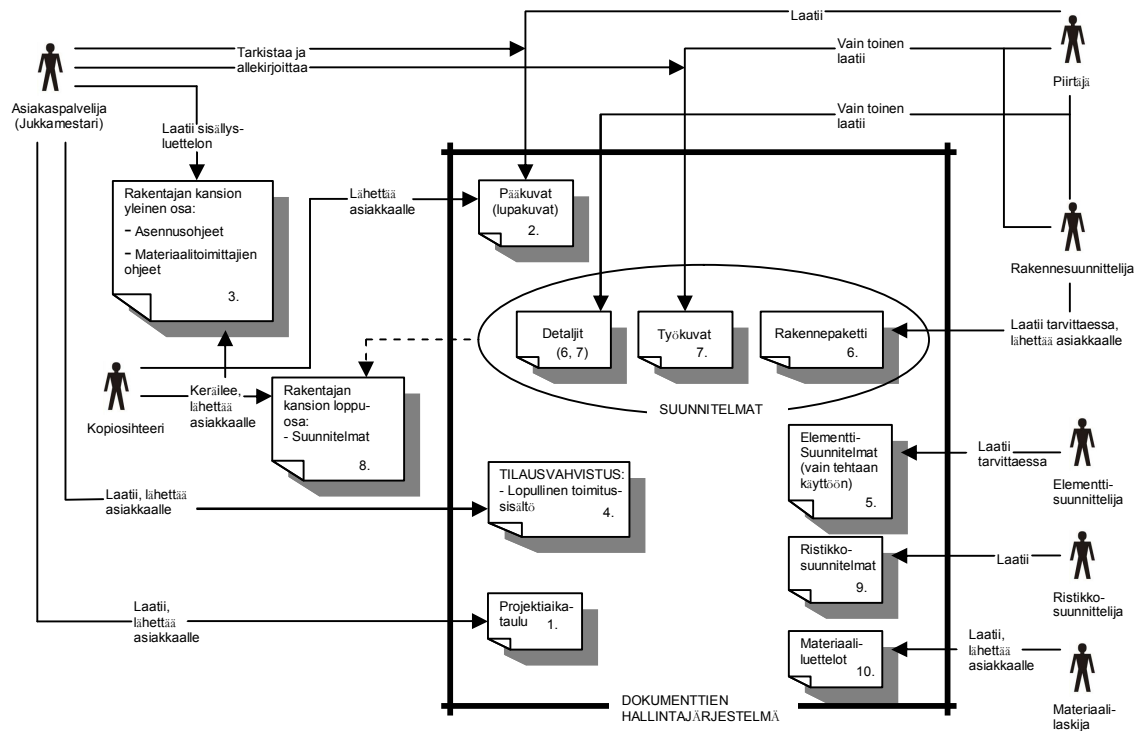 Laatii
Tarkistaa ja
allekirjoittaa
Vain toinen
laatii
Piirtäjä
Asiakaspalvelija
(Jukkamestari)
Vain toinen
laatii
Laatii sisällys-
luettelon
Rakentajan kansion
yleinen osa:
- Asennusohjeet
- Materiaalitoimittajien
ohjeet
3.
Lähettää
asiakkaalle
Pääkuvat
(lupakuvat)
2.
Rakennesuunnittelija
Detaljit
(6, 7)
Työkuvat
7.
Rakennepaketti
6.
Laatii tarvittaessa,
lähettää asiakkaalle
SUUNNITELMAT
Kopiosihteeri
Keräilee,
lähettää
asiakkaalle
Rakentajan
kansion loppu-
osa:
- Suunnitelmat
8.
Elementti-
Suunnitelmat
(vain tehtaan
käyttöön)
5.
Laatii
tarvittaessa
Elementti-
suunnittelija
Laatii, lähettää
asiakkaalle
TILAUSVAHVISTUS:
- Lopullinen toimitus-
sisältö
4.
Ristikko-
suunnitelmat
9.
Laatii
Ristikko-
suunnittelija
Laatii,
lähettää
asiakkaalle
Projektiaika-
taulu
1.
Materiaali-
luettelot
10.
Laatii,
lähettää
asiakkaalle
Materiaali-
laskija
DOKUMENTTIEN
HALLINTAJÄRJESTELMÄ